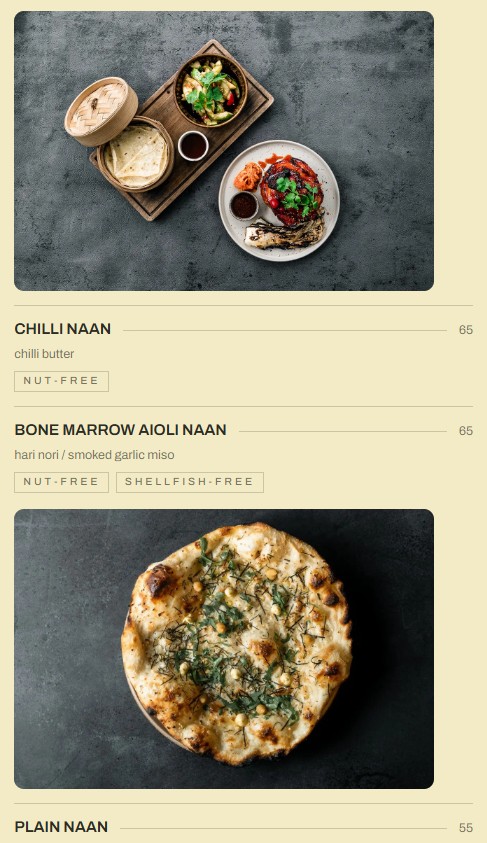 CHILLI NAAN 65
chilli butter
NUT-FREE
BONE MARROW AIOLI NAAN 65
hari nori / smoked garlic miso
NUT-FREE SHELLFISH-FREE
PLAIN NAAN 55